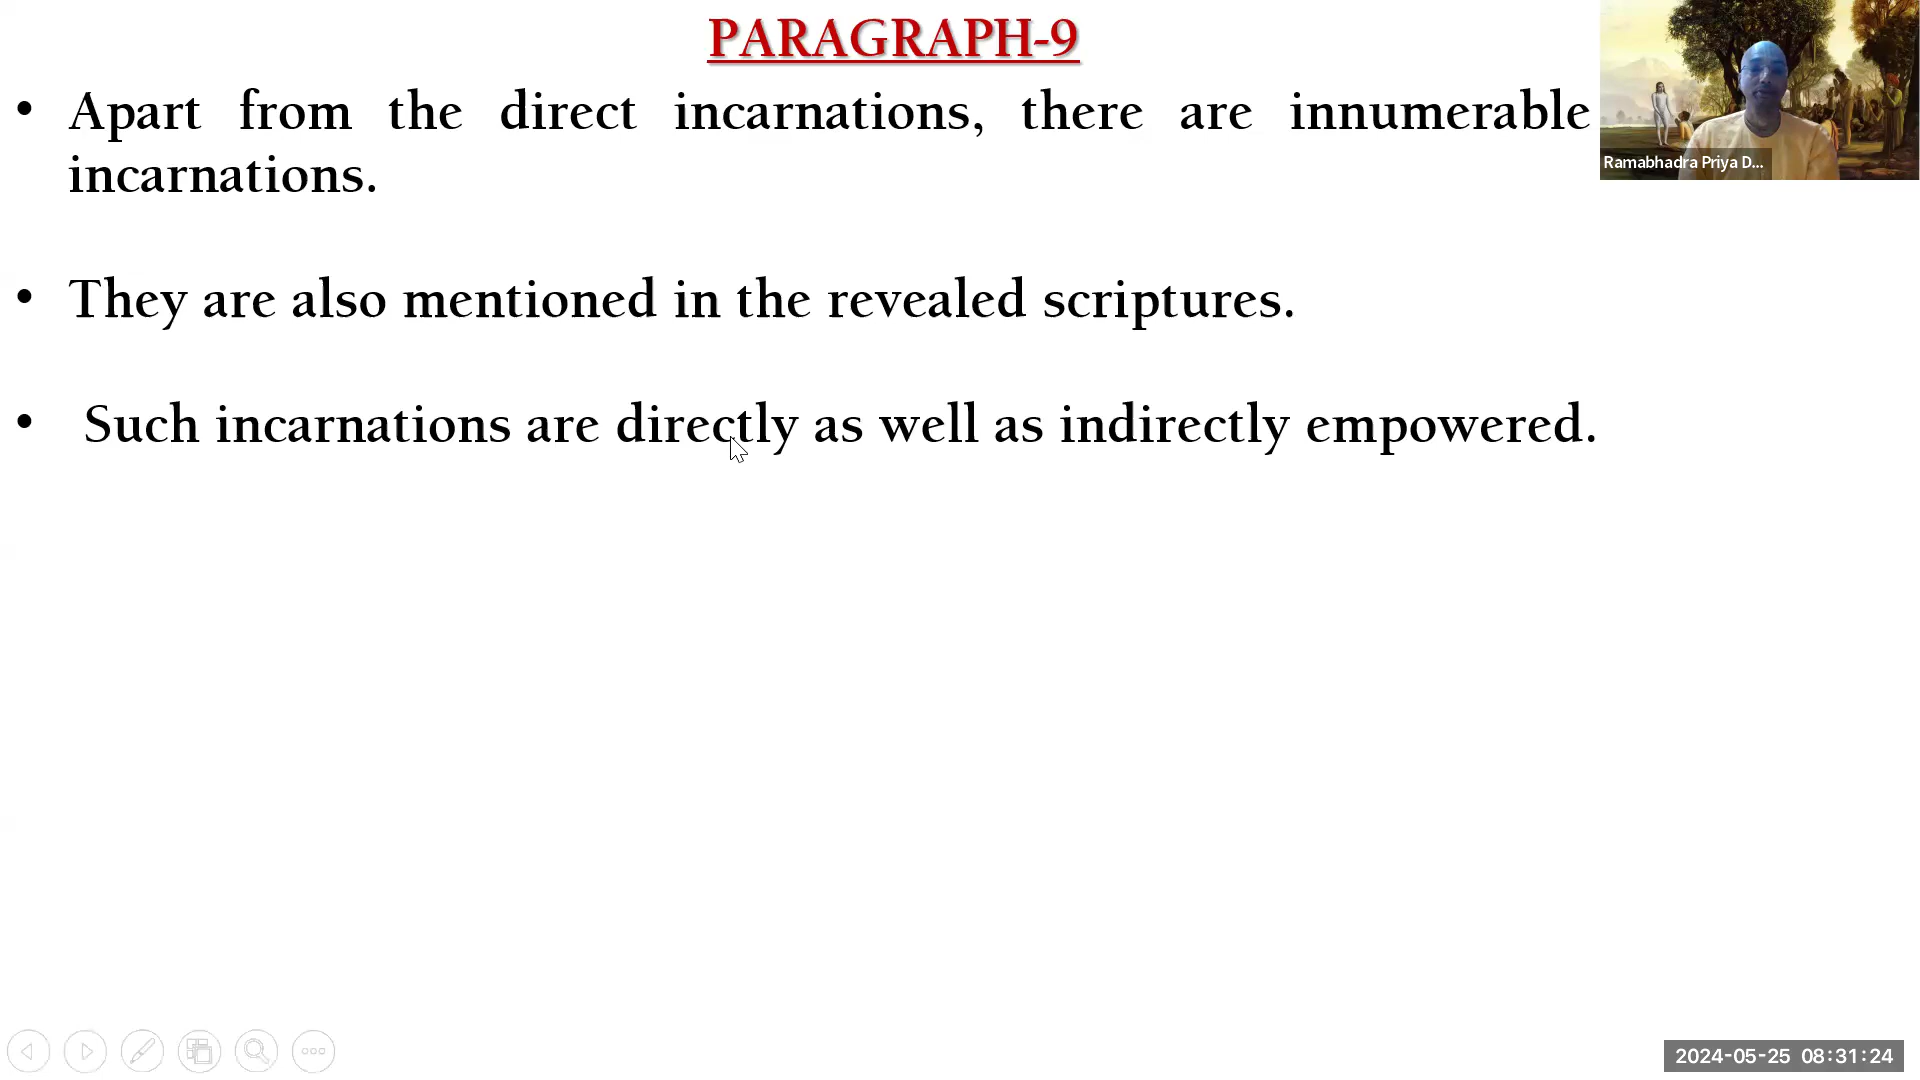 PARAGRAPH-9
• Apart from the direct incarnations, there are innumerable
incarnations.
• They are also mentioned in the revealed scriptures.
• Such incarnations are directly as well as indirectly empowered.
Ramabhadra Priya D...
2024-05-25 08:31:24